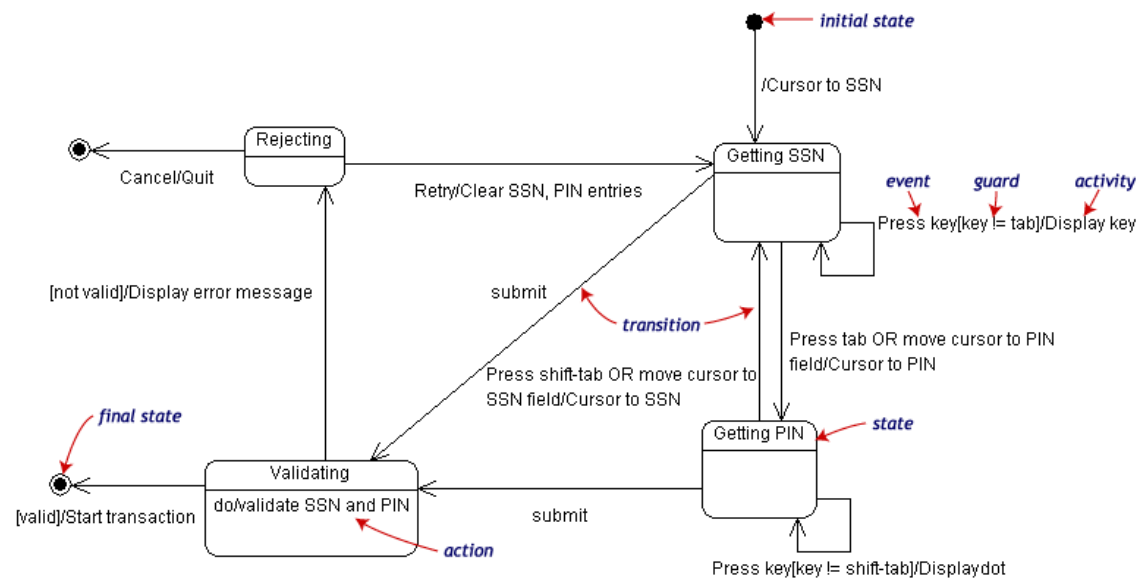 initial state
/Cursor to SSN
Rejecting
Getting SSN
Cancel/Quit
Retry/Clear SSN, PIN entries
event
guard
activity
Press key[key != tab]/Display key
[not valid]/Display error message
submit
transition
Press tab OR move cursor to PIN
field/Cursor to PIN
Press shift-tab OR move cursor to
SSN field/Cursor to SSN
final state
Getting PIN
state
Validating
do/validate SSN and PIN
[valid]/Start transaction
submit
action
Press key[key != shift-tab]/Displaydot